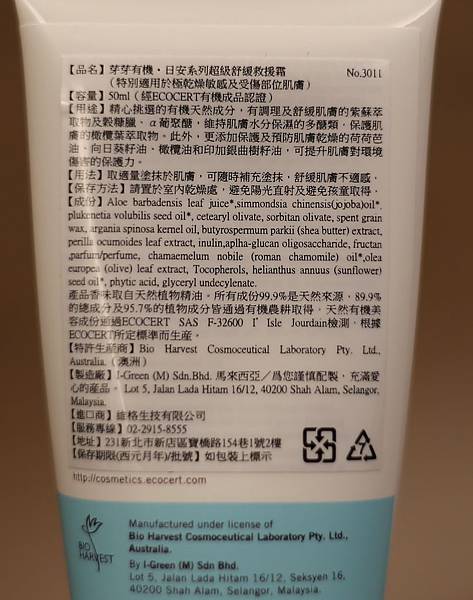 【品名】芽芽有機・日安系列超級舒緩救援霜
（特別適用於極乾燥敏感及受傷部位肌膚） No.3011
【容量】50ml（經ECOCERT有機成品認證）
【用途】精心挑選的有機天然成分，有調理及舒緩肌膚的紫蘇萃
取物及穀糠臘、α葡聚醣，維持肌膚水分保濕的多醣類，保護肌
膚的橄欖葉萃取物。此外，更添加保護及預防肌膚乾燥的荷荷芭
油、向日葵籽油、橄欖油和印加銀曲樹籽油，可提升肌膚對環境
傷害的保護力。
【用法】取適量塗抹於肌膚，可隨時補充塗抹，舒緩肌膚不適感。
【保存方法】請置於室內乾燥處，避免陽光直射及避免孩童取得。
【成份】Aloe barbadensis leaf juice*,simmondsia chinensis(jojoba)oil*,
plukenetia volubilis seed oil*, cetearyl olivate, sorbitan olivate, spent grain
wax, argania spinosa kernel oil, butyrospermum parkii (shea butter) extract,
perilla ocumoides leaf extract, inulin,aplha-glucan oligosaccharide, fructan
,parfum/perfume, chamaemelum nobile (roman chamomile) oil*,olea
europea (olive) leaf extract, Tocopherols, helianthus annuus (sunflower)
seed oil*, phytic acid, glyceryl undecylenate.
產品香味取自天然植物精油。所有成份99.9%是天然來源，89.9%
的總成分及95.7%的植物成分皆通過有機農耕取得，天然有機美
容成份通過ECOCERT SAS F-32600 I’Isle Jourdain檢測，根據
ECOCERT所定標準而生產。
【特許生產商】Bio Harvest Cosmoceutical Laboratory Pty. Ltd.,
Australia.（澳洲）
【製造廠】I-Green (M) Sdn.Bhd. 馬來西亞／爲您謹慎配製，充滿愛
心的產品。 Lot 5, Jalan Lada Hitam 16/12, 40200 Shah Alam, Selangor,
Malaysia.
【進口商】維格生技有限公司
【服務專線】02-2915-8555
【地址】231新北市新店區寶橋路154巷1號2樓
【保存期限(西元月年)/批號】如包裝上標示
7
http://cosmetics.ecocert.com
BIO
HARVEST
Manufactured under license of
Bio Harvest Cosmoceutical Laboratory Pty. Ltd.,
Australia.
By I-Green (M) Sdn Bhd.
Lot 5, Jalan Lada Hitam 16/12, Seksyen 16,
40200 Shah Alam, Selangor, Malaysia.